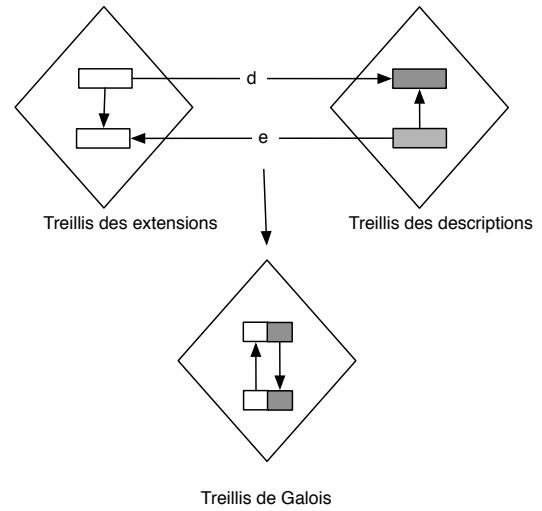 d
e
Treillis des extensions
Treillis des descriptions
Treillis de Galois